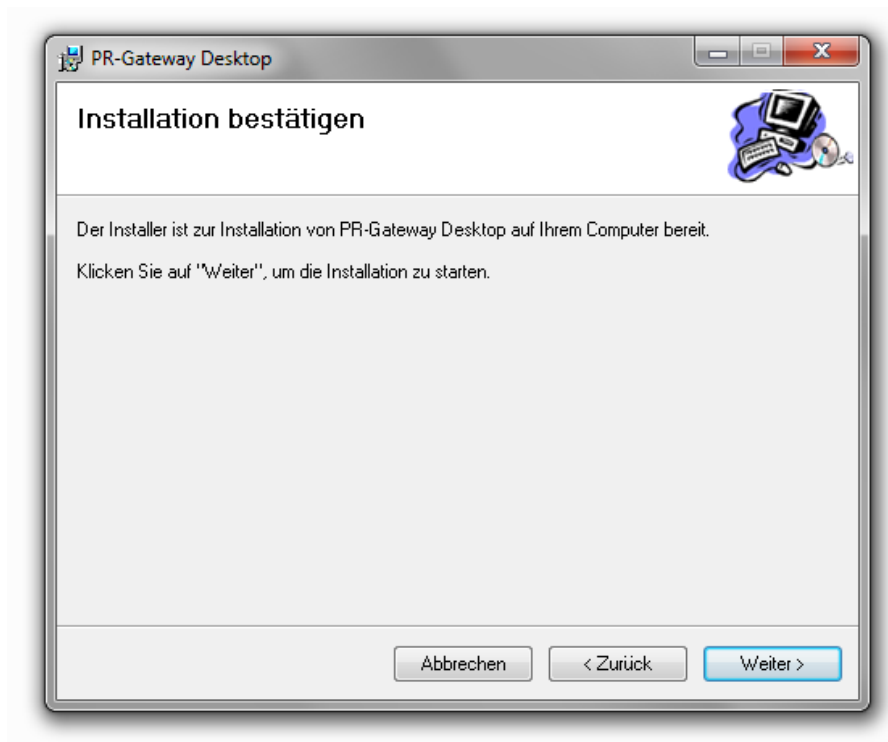 PR-Gateway Desktop
Installation bestätigen
Der Installer ist zur Installation von PR-Gateway Desktop auf Ihrem Computer bereit.
Klicken Sie auf "Weiter", um die Installation zu starten.
Abbrechen
< Zurück
Weiter >